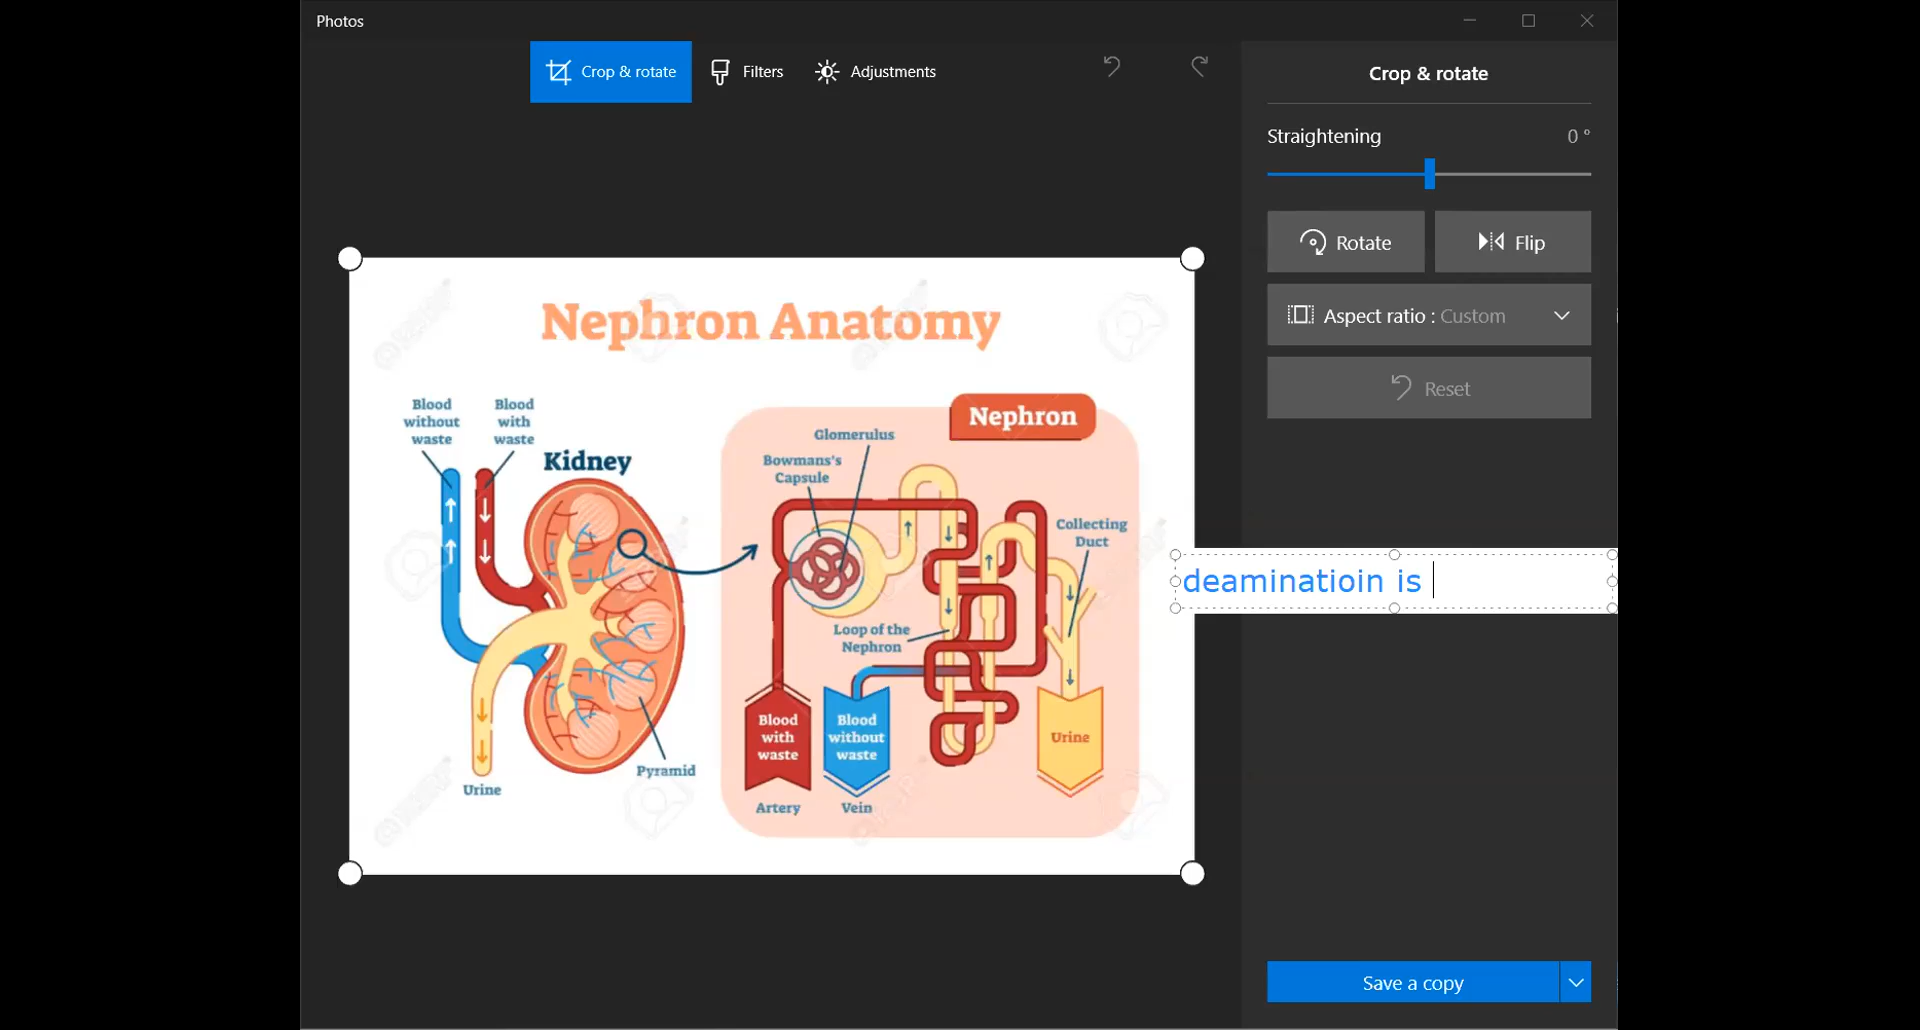 Photos
Crop & rotate
Filters
Adjustments
Crop & rotate
Straightening
0 °
Rotate
Flip
Aspect ratio : Custom
Reset
Nephron Anatomy
Blood
without
waste
Blood
with
waste
Kidney
Pyramid
Urine
Nephron
Glomerulus
Bowmans's
Capsule
Collecting
Duct
Loop of the
Nephron
Blood
with
waste
Blood
without
waste
Urine
Artery
Vein
deaminatioin is
Save a copy